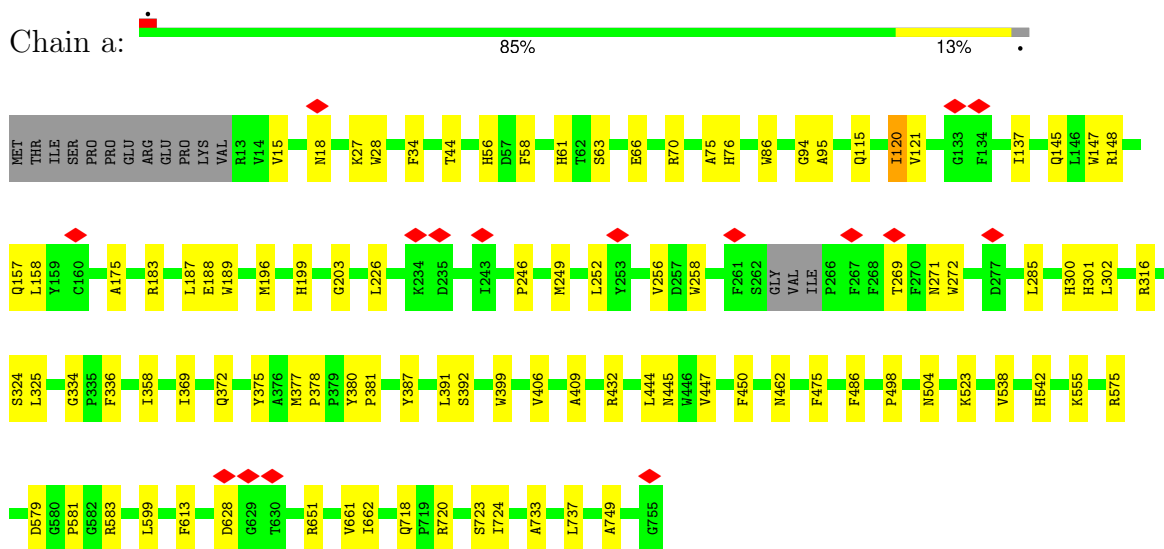 Chain a:
•
85%
13%
•
MET THR ILE SER PRO PRO GLU ARG GLU PRO LYS VAL R13 V14 V15 N18 K27 W28 F34 T44 H56 D57 F58 H61 T62 S63 E66 R70 A75 H76 W86 G94 A95 Q115 I120 V121 G133 F134 I137 Q145 L146 W147 R148
Q157 L158 Y159 C160 A175 R183 L187 E188 W189 M196 H199 G203 L226 K234 D235 I243 P246 M249 L252 Y253 V256 D257 W258 F261 S262 GLY VAL ILE P266 F267 F268 T269 F270 N271 W272 D277 L285 H300 H301 L302 R316
S324 L325 G334 P335 F336 I358 I369 Q372 Y375 A376 M377 P378 P379 Y380 P381 Y387 L391 S392 W399 V406 A409 R432 L444 N445 W446 V447 F450 N462 F475 F486 P498 N504 K523 V538 H542 K555 R575
D579 G580 P581 G582 R583 L599 F613 D628 G629 T630 R651 V661 I662 Q718 P719 R720 S723 I724 A733 L737 A749 G755